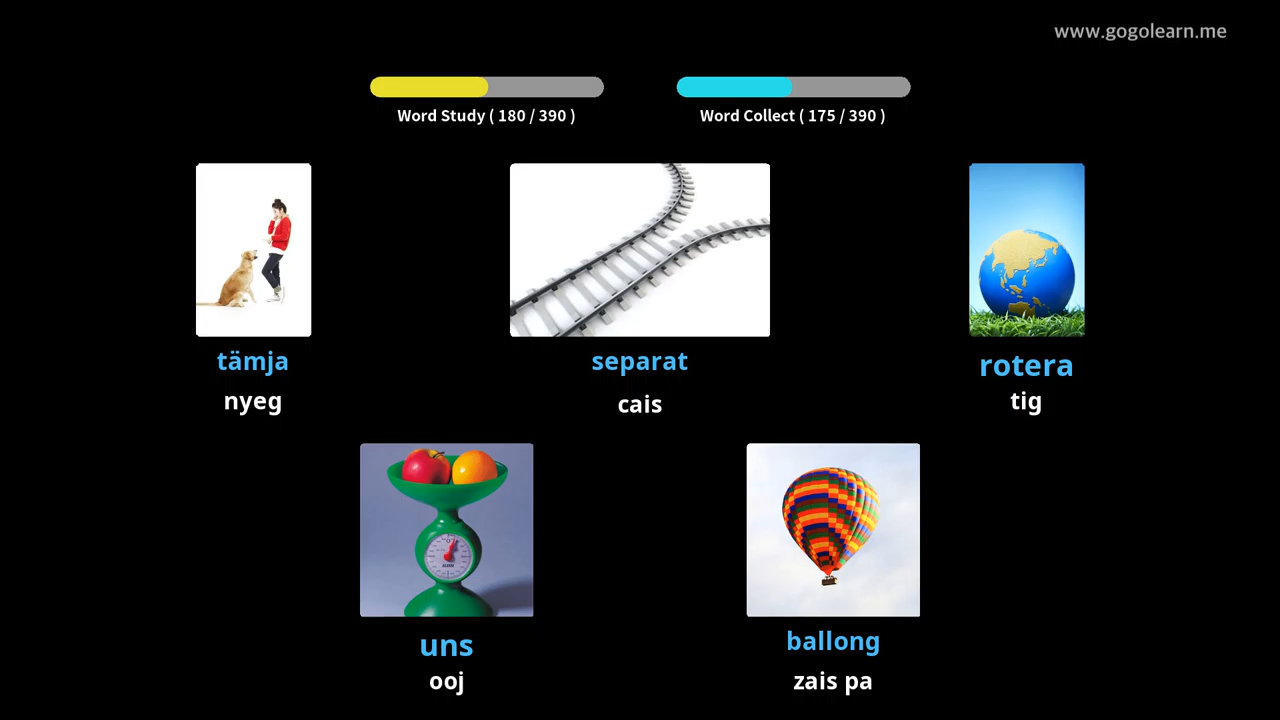 www.gogolearn.me
Word Study ( 180 / 390 )
Word Collect ( 175 / 390 )
tämja
nyeg
separat
cais
rotera
tig
uns
ooj
ballong
zais pa